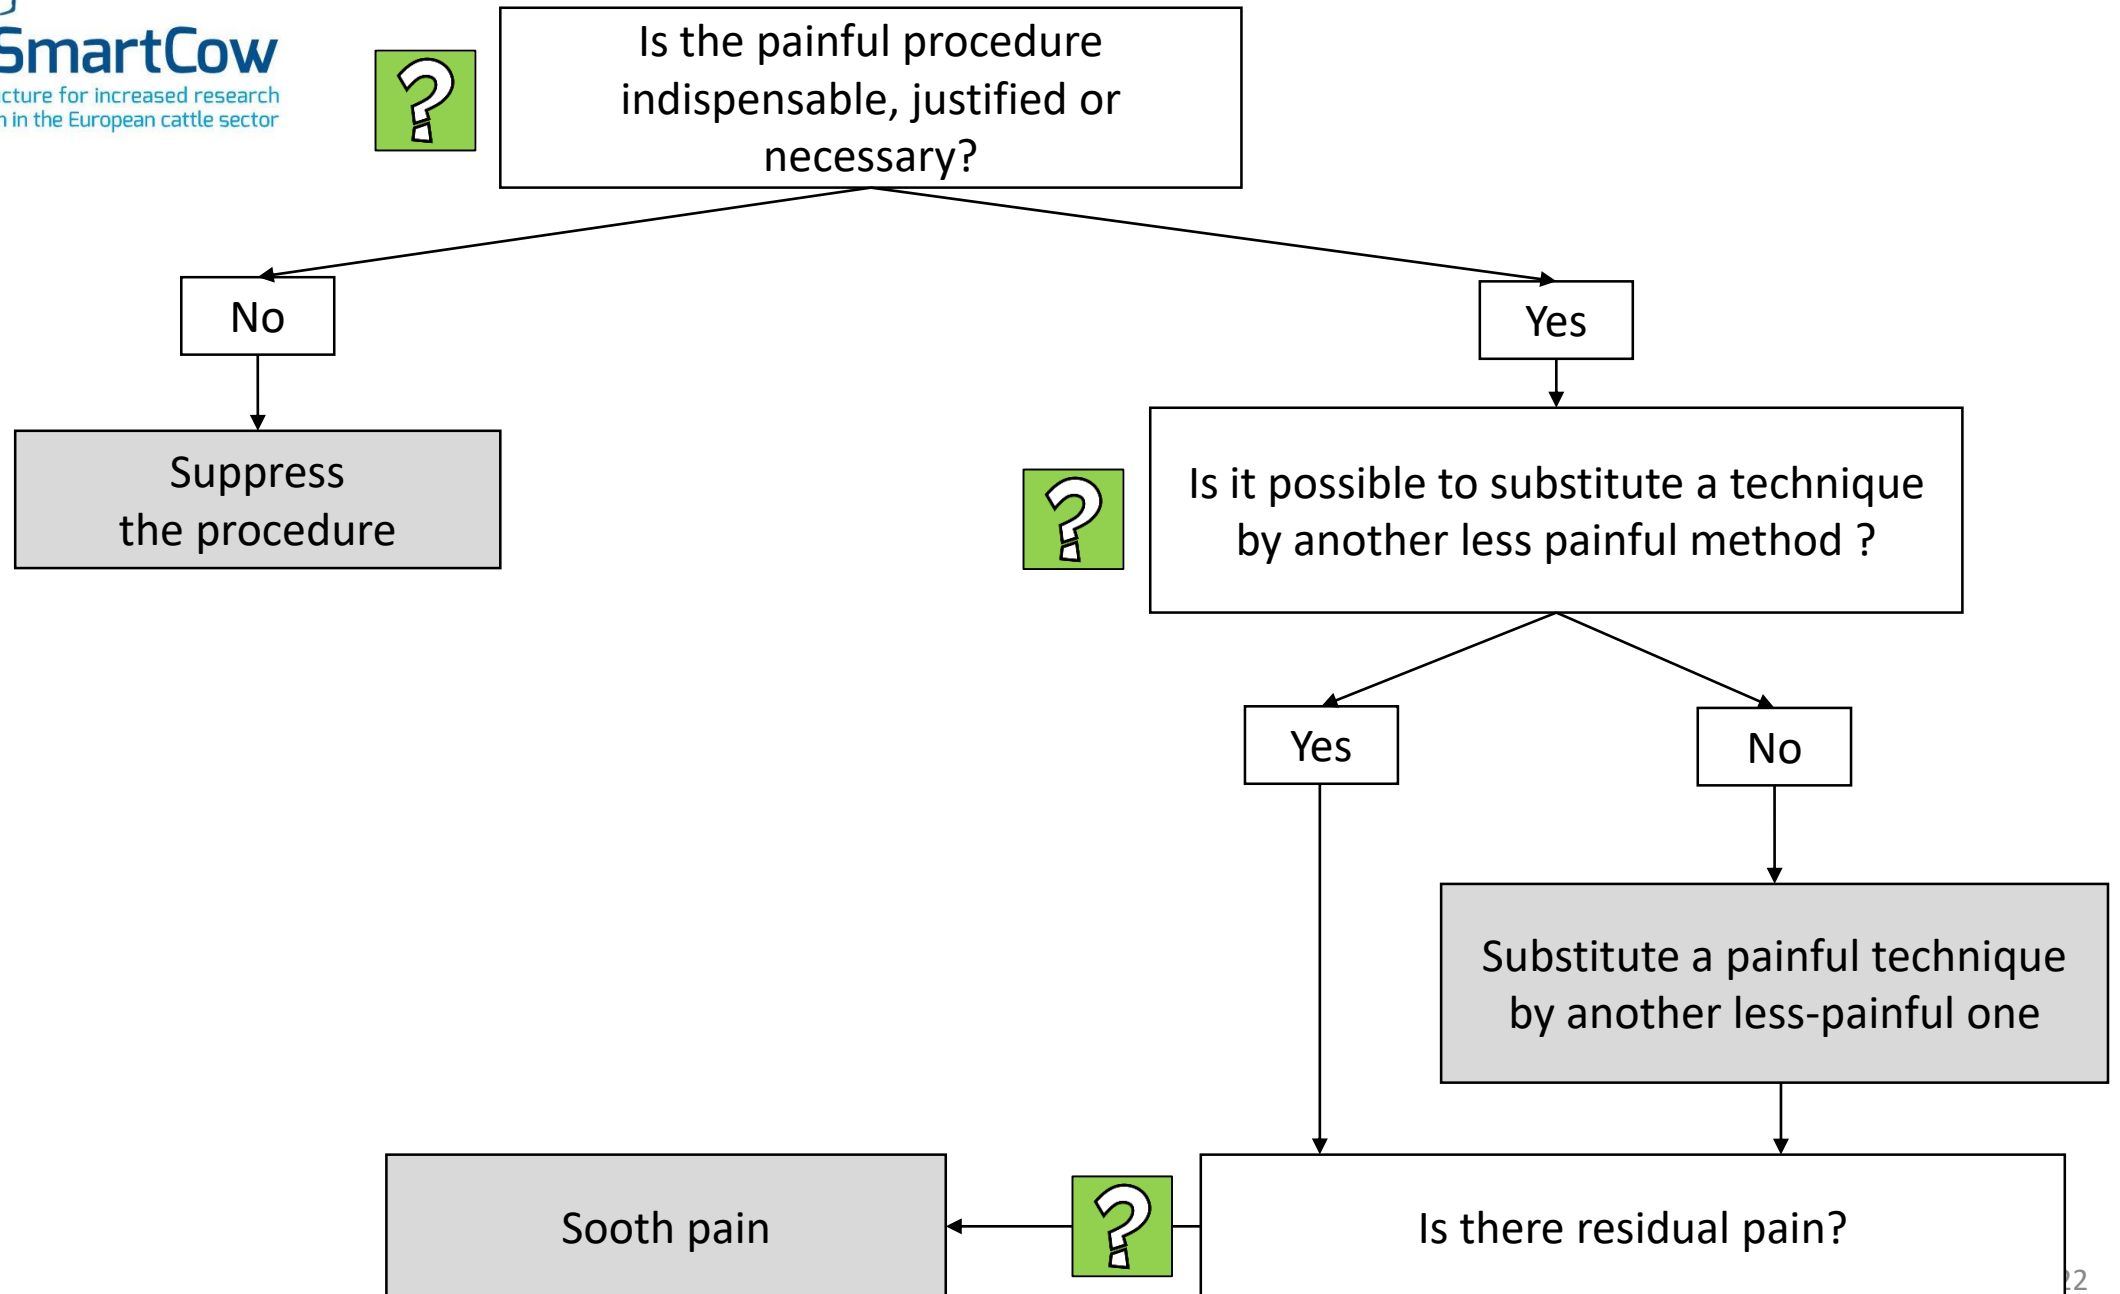 SmartCow
cture for increased research
n in the European cattle sector
Is the painful procedure
indispensable, justified or
necessary?
?
No
Yes
Suppress
the procedure
?
Is it possible to substitute a technique
by another less painful method ?
Yes
No
Substitute a painful technique
by another less-painful one
Sooth pain
?
Is there residual pain?
22